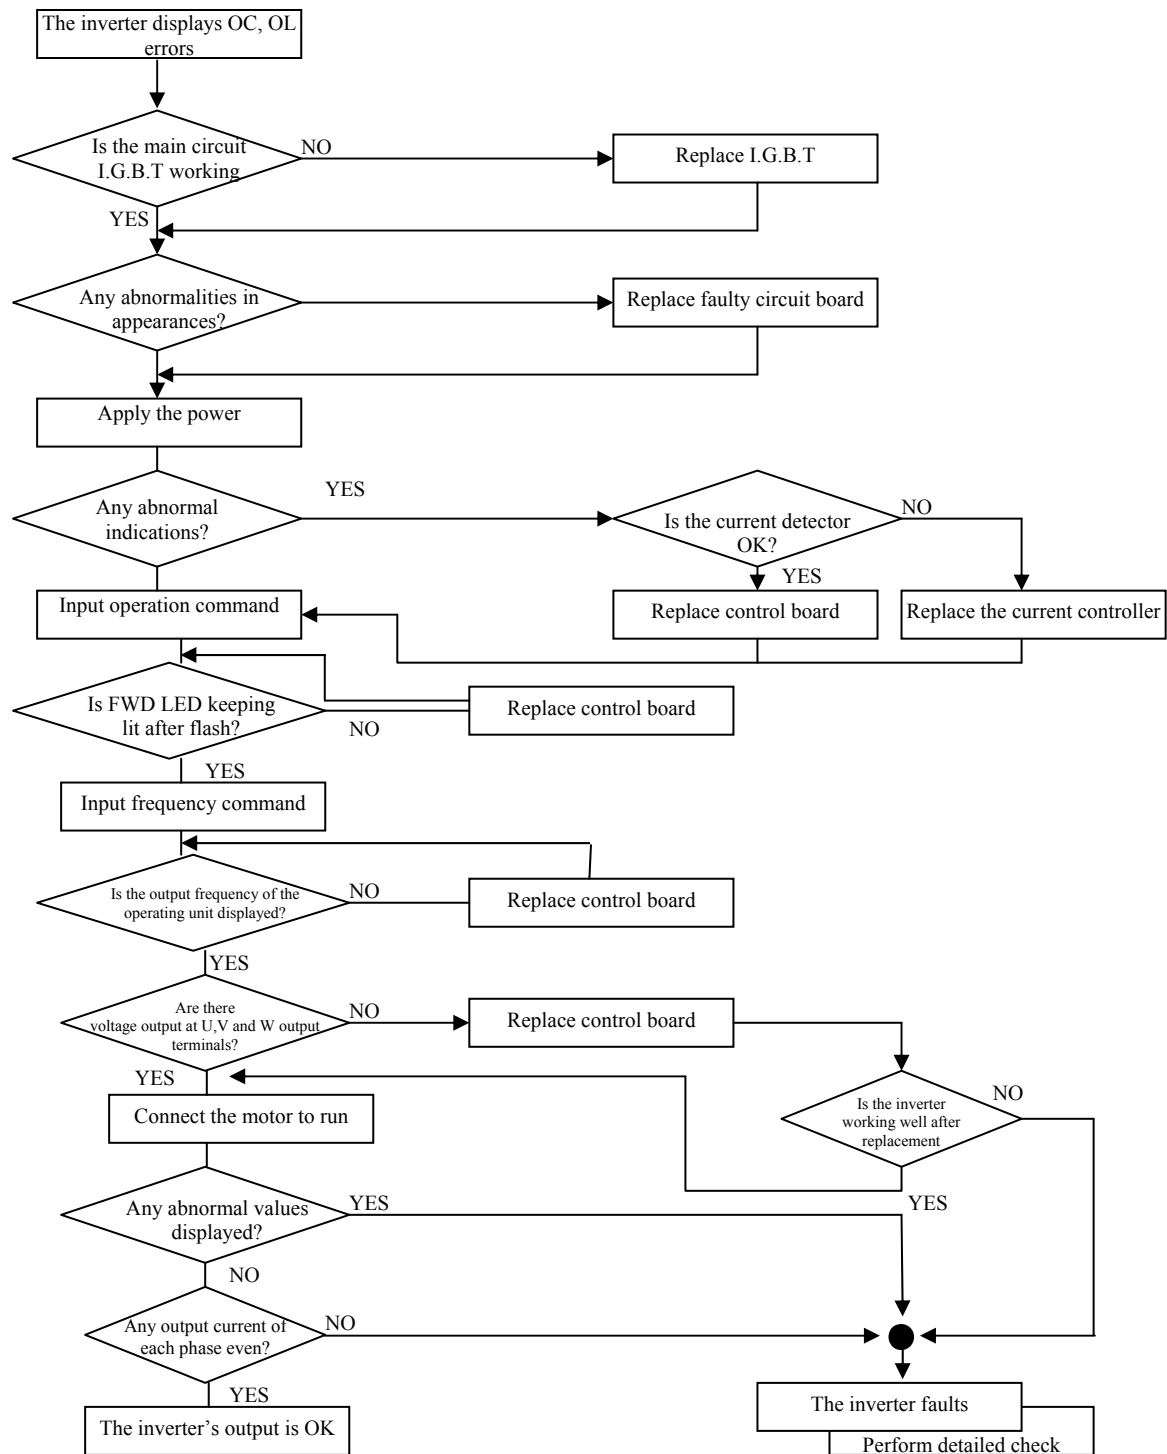 The inverter displays OC, OL
errors
Is the main circuit
I.G.B.T working
NO
Replace I.G.B.T
YES
Any abnormalities in
appearances?
Replace faulty circuit board
Apply the power
Any abnormal
indications?
YES
Is the current detector
OK?
NO
YES
Input operation command
Replace control board
Replace the current controller
Is FWD LED keeping
lit after flash?
NO
Replace control board
YES
Input frequency command
Is the output frequency of the
operating unit displayed?
NO
Replace control board
YES
Are there
voltage output at U,V and W output
terminals?
NO
Replace control board
YES
Is the inverter
working well after
replacement
NO
YES
Connect the motor to run
Any abnormal values
displayed?
YES
NO
Any output current of
each phase even?
NO
YES
The inverter faults
The inverter’s output is OK
Perform detailed check